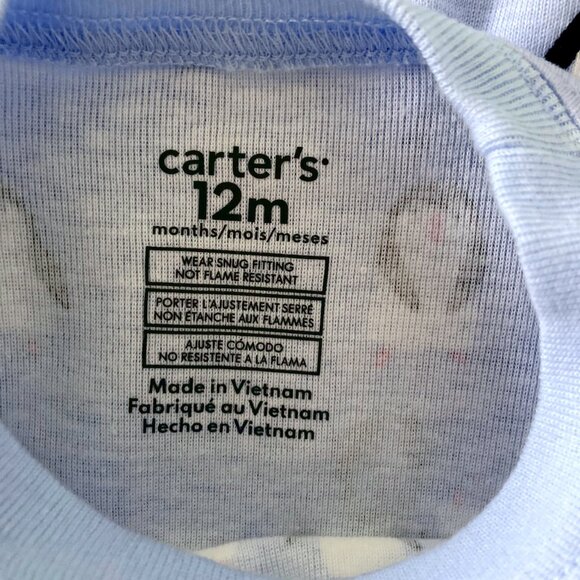 carter's
12m
months/mois/meses
WEAR SNUG FITTING
NOT FLAME RESISTANT
PORTER L'AJUSTEMENT SERRÉ
NON ÉTANCHE AUX FLAMMES
AJUSTE CÓMODO
NO RESISTENTE A LA FLAMA
Made in Vietnam
Fabriqué au Vietnam
Hecho en Vietnam